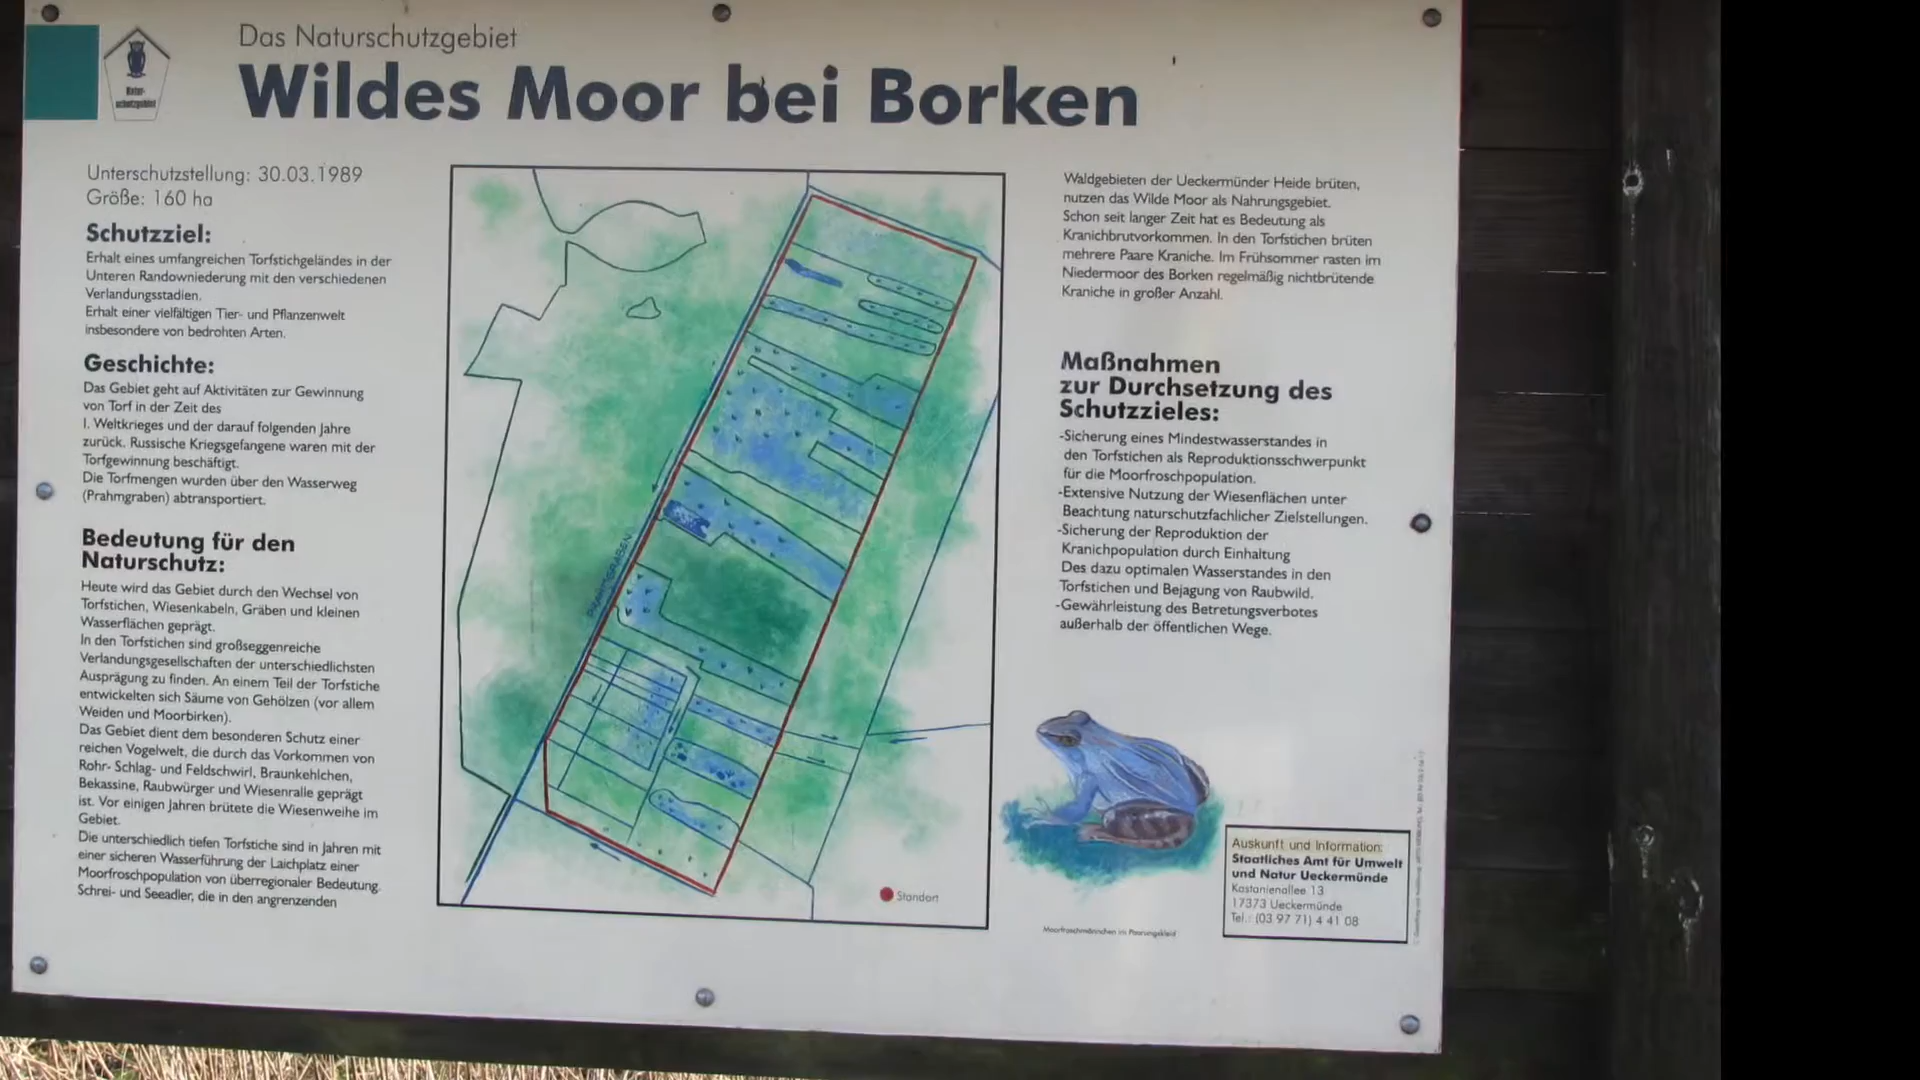 Das Naturschutzgebiet
Wildes Moor bei Borken
Natur-
schutzgebiet
Unterschutzstellung: 30.03.1989
Größe: 160 ha
Schutzziel:
Erhalt eines umfangreichen Torfstichgeländes in der
Unteren Randowniederung mit den verschiedenen
Verlandungsstadien.
Erhalt einer vielfältigen Tier- und Pflanzenwelt
insbesondere von bedrohten Arten.
Geschichte:
Das Gebiet geht auf Aktivitäten zur Gewinnung
von Torf in der Zeit des
I. Weltkrieges und der darauf folgenden Jahre
zurück. Russische Kriegsgefangene waren mit der
Torfgewinnung beschäftigt.
Die Torfmengen wurden über den Wasserweg
(Prahmgraben) abtransportiert.
Bedeutung für den
Naturschutz:
Heute wird das Gebiet durch den Wechsel von
Torfstichen, Wiesenkabeln, Gräben und kleinen
Wasserflächen geprägt.
In den Torfstichen sind großseggenreiche
Verlandungsgesellschaften der unterschiedlichsten
Ausprägung zu finden. An einem Teil der Torfstiche
entwickelten sich Säume von Gehölzen (vor allem
Weiden und Moorbirken).
Das Gebiet dient dem besonderen Schutz einer
reichen Vogelwelt, die durch das Vorkommen von
Rohr- Schlag- und Feldschwirl, Braunkehlchen,
Bekassine, Raubwürger und Wiesenralle geprägt
ist. Vor einigen Jahren brütete die Wiesenweihe im
Gebiet.
Die unterschiedlich tiefen Torfstiche sind in Jahren mit
einer sicheren Wasserführung der Laichplatz einer
Moorfroschpopulation von überregionaler Bedeutung.
Schrei- und Seeadler, die in den angrenzenden
PRAHMGRABEN
Standort
Waldgebieten der Ueckermünder Heide brüten,
nutzen das Wilde Moor als Nahrungsgebiet.
Schon seit langer Zeit hat es Bedeutung als
Kranichbrutvorkommen. In den Torfstichen brüten
mehrere Paare Kraniche. Im Frühsommer rasten im
Niedermoor des Borken regelmäßig nichtbrütende
Kraniche in großer Anzahl.
Maßnahmen
zur Durchsetzung des
Schutzzieles:
-Sicherung eines Mindestwasserstandes in
den Torfstichen als Reproduktionsschwerpunkt
für die Moorfroschpopulation.
-Extensive Nutzung der Wiesenflächen unter
Beachtung naturschutzfachlicher Zielstellungen.
-Sicherung der Reproduktion der
Kranichpopulation durch Einhaltung
Des dazu optimalen Wasserstandes in den
Torfstichen und Bejagung von Raubwild.
-Gewährleistung des Betretungsverbotes
außerhalb der öffentlichen Wege.
Moorfroschmännchen im Paarungskleid
Auskunft und Information:
Staatliches Amt für Umwelt
und Natur Ueckermünde
Kastanienallee 13
17373 Ueckermünde
Tel.: (03 97 71) 4 41 08